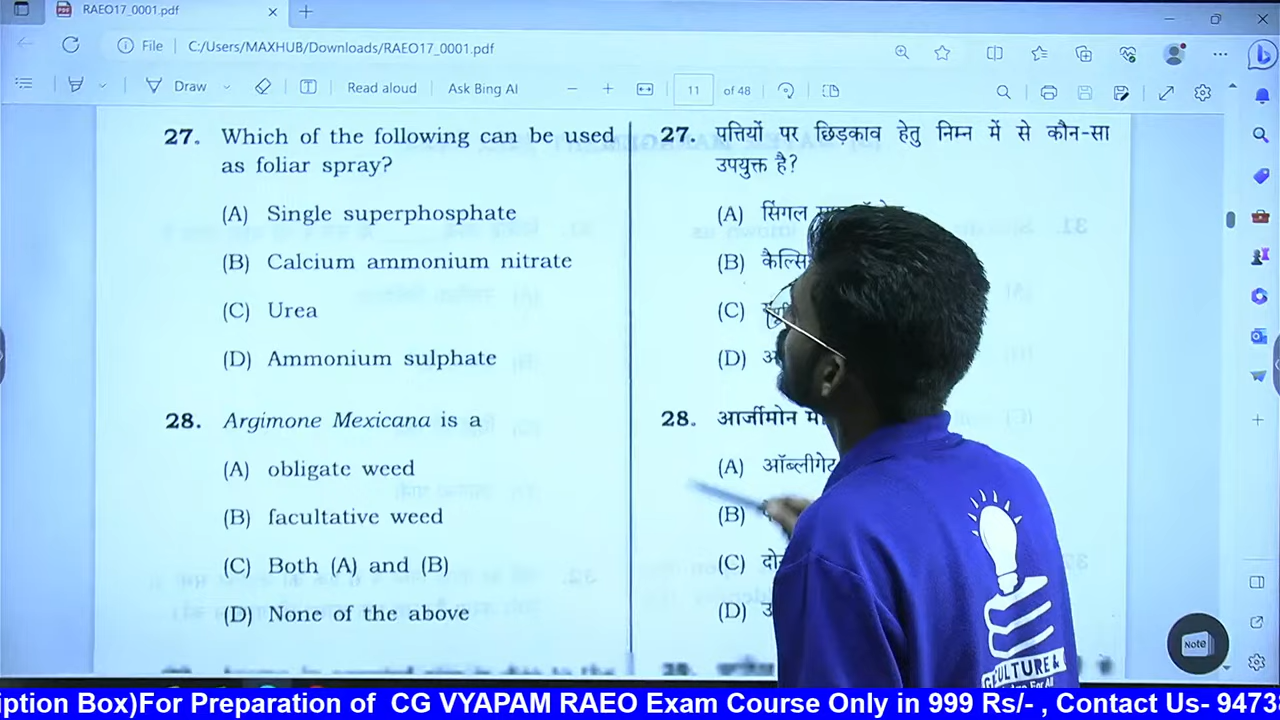 RAEO17_0001.pdf
File
C:/Users/MAXHUB/Downloads/RAEO17_0001.pdf
Draw
Read aloud
Ask Bing AI
11 of 48
27. Which of the following can be used
as foliar spray?
(A) Single superphosphate
(B) Calcium ammonium nitrate
(C) Urea
(D) Ammonium sulphate
28. Argimone Mexicana is a
(A) obligate weed
(B) facultative weed
(C) Both (A) and (B)
(D) None of the above
27. पत्तियों पर छिड़काव हेतु निम्न में से कौन-सा
उपयुक्त है?
(A) सिंगल
(B)
(C)
(D)
28. आर्जीमोन
(A) ऑब्लीगेट
(B)
(C)
(D)
Note
ULTURE &
For All
iption Box)For Preparation of CG VYAPAM RAEO Exam Course Only in 999 Rs/- , Contact Us- 9473